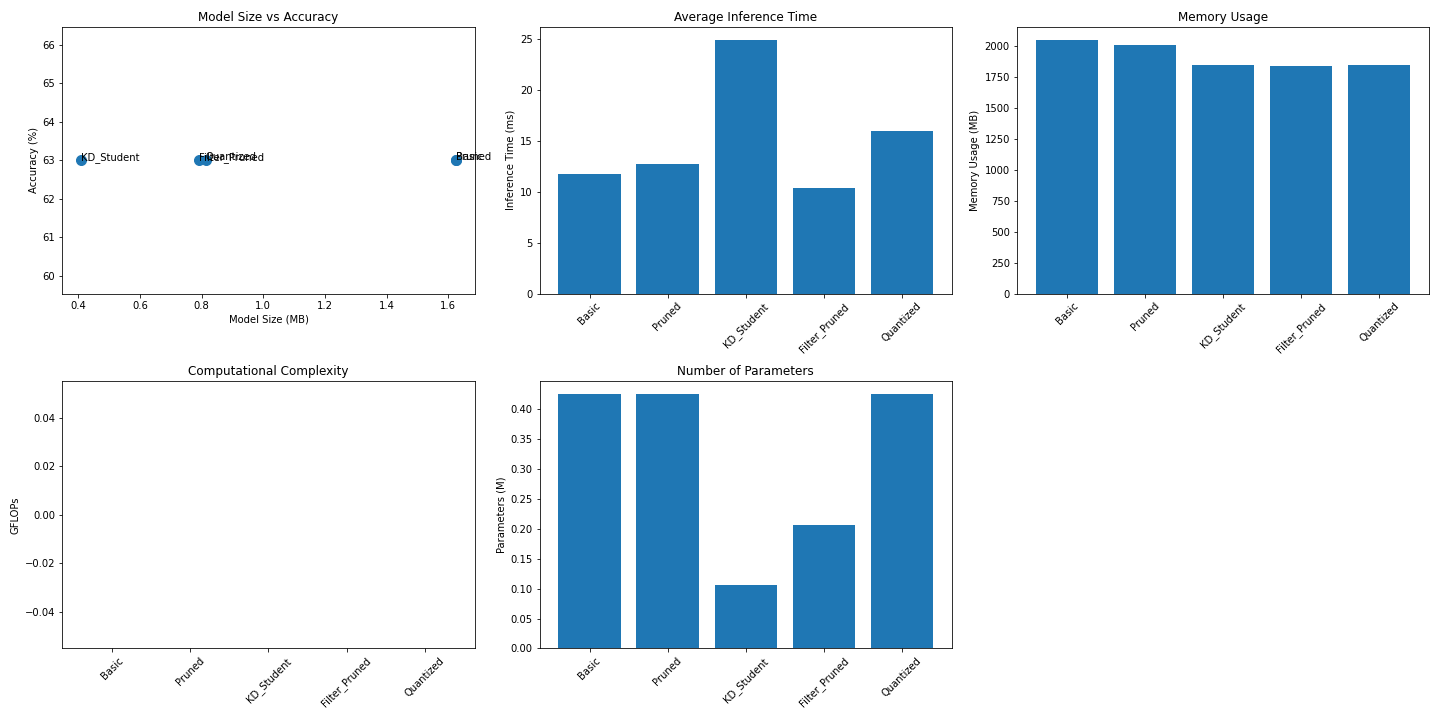 Model Size vs Accuracy
Accuracy (%)
66
65
64
63
62
61
60
KD_Student
Filter_Pruned
Quantized
Basic
Pruned
0.4 0.6 0.8 1.0 1.2 1.4 1.6
Model Size (MB)
Average Inference Time
Inference Time (ms)
25
20
15
10
5
0
Basic Pruned KD_Student Filter_Pruned Quantized
Memory Usage
Memory Usage (MB)
2000
1750
1500
1250
1000
750
500
250
0
Basic Pruned KD_Student Filter_Pruned Quantized
Computational Complexity
GFLOPs
0.04
0.02
0.00
−0.02
−0.04
Basic Pruned KD_Student Filter_Pruned Quantized
Number of Parameters
Parameters (M)
0.40
0.35
0.30
0.25
0.20
0.15
0.10
0.05
0.00
Basic Pruned KD_Student Filter_Pruned Quantized